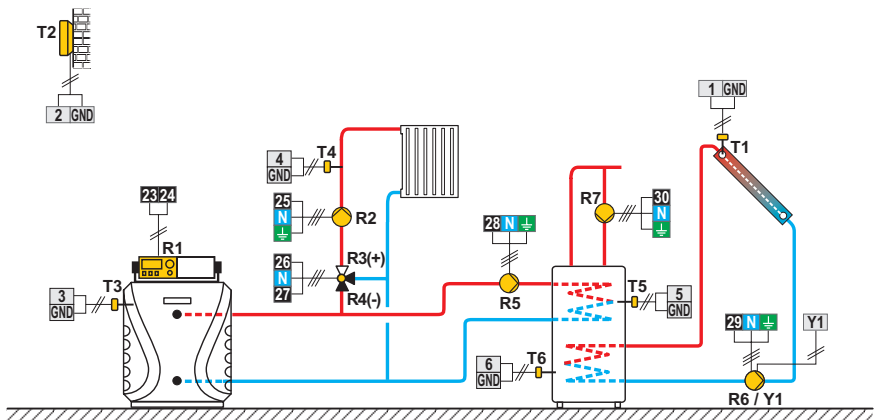 T2
2 GND
1 GND
T1
4
GND
T4
23 24
R1
25
N
R2
R7
30
N
28 N
26
N
27
R3(+)
R4(-)
T3
3
GND
R5
T5
5
GND
29 N
Y1
6
GND
T6
R6 / Y1